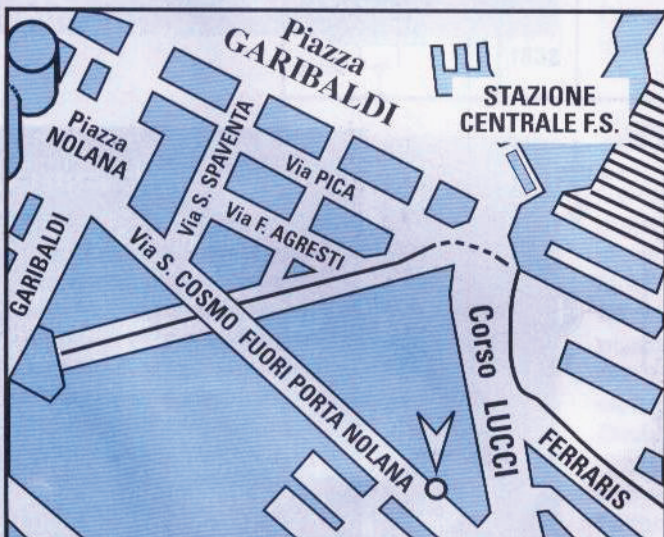 Piazza
GARIBALDI
STAZIONE
CENTRALE F.S.
Piazza
NOLANA
Via S. SPAVENTA
Via PICA
Via F. AGRESTI
GARIBALDI
Via S. COSMO FUORI PORTA NOLANA
Corso LUCCI
FERRARIS